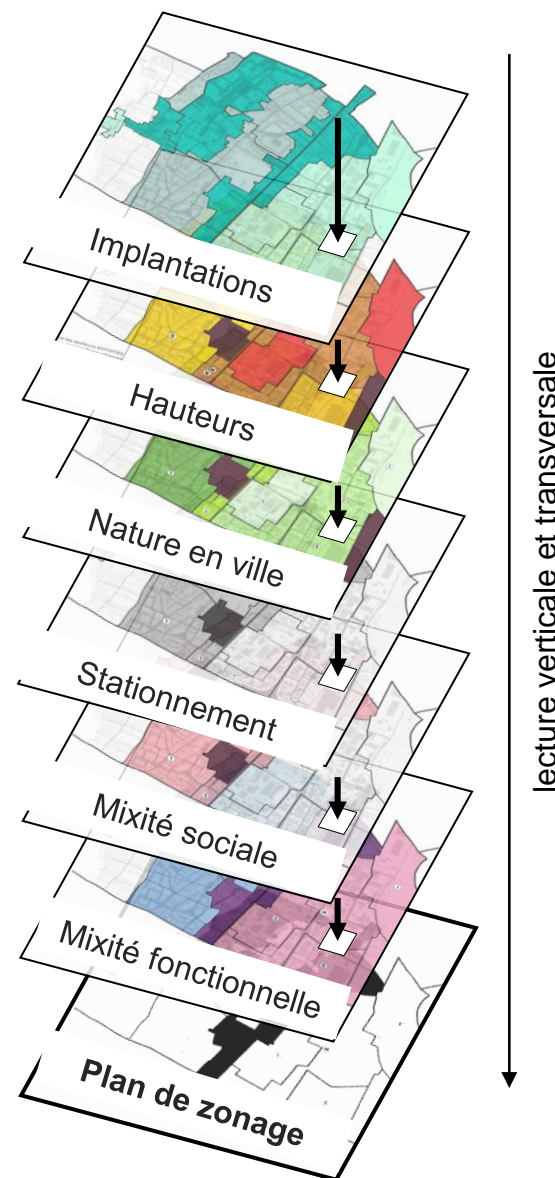 Implantations
Hauteurs
Nature en ville
Stationnement
Mixité sociale
Mixité fonctionnelle
Plan de zonage
lecture verticale et transversale